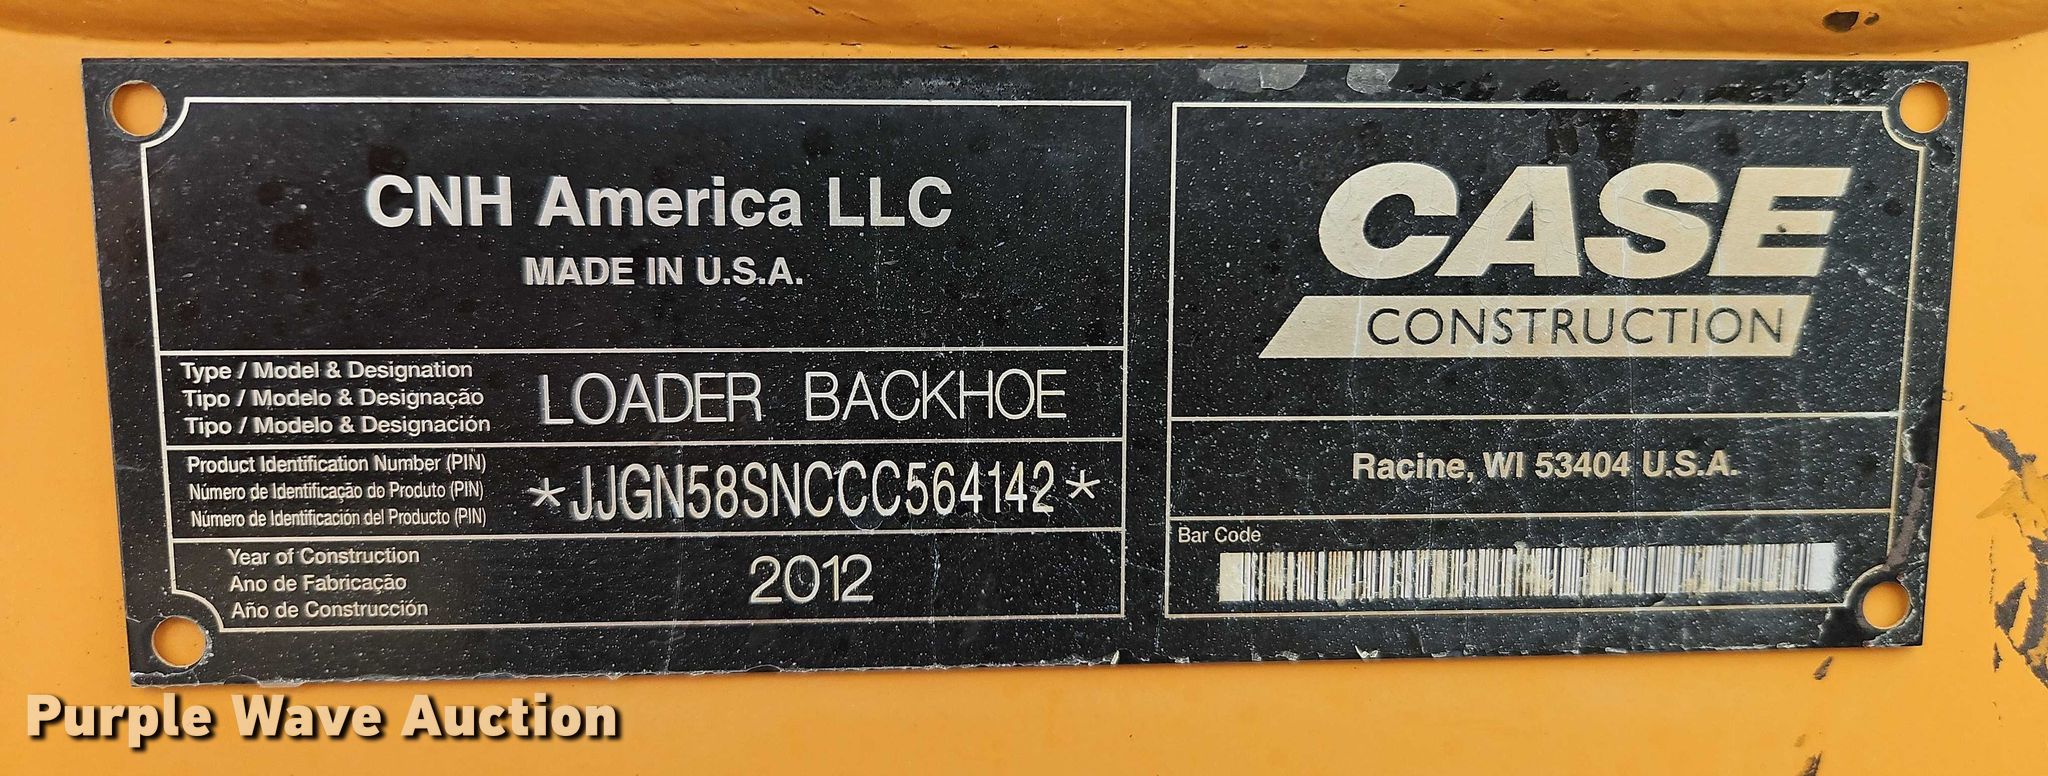 CNH America LLC
MADE IN U.S.A.
Type / Model & Designation
Tipo / Modelo & Designação
Tipo / Modelo & Designación
LOADER BACKHOE
Product Identification Number (PIN)
Número de Identificação do Produto (PIN)
Número de Identificación del Producto (PIN)
*JJGN58SNCCC564142*
Year of Construction
Ano de Fabricação
Año de Construcción
2012
CASE
CONSTRUCTION
Racine, WI 53404 U.S.A.
Bar Code
Purple Wave Auction